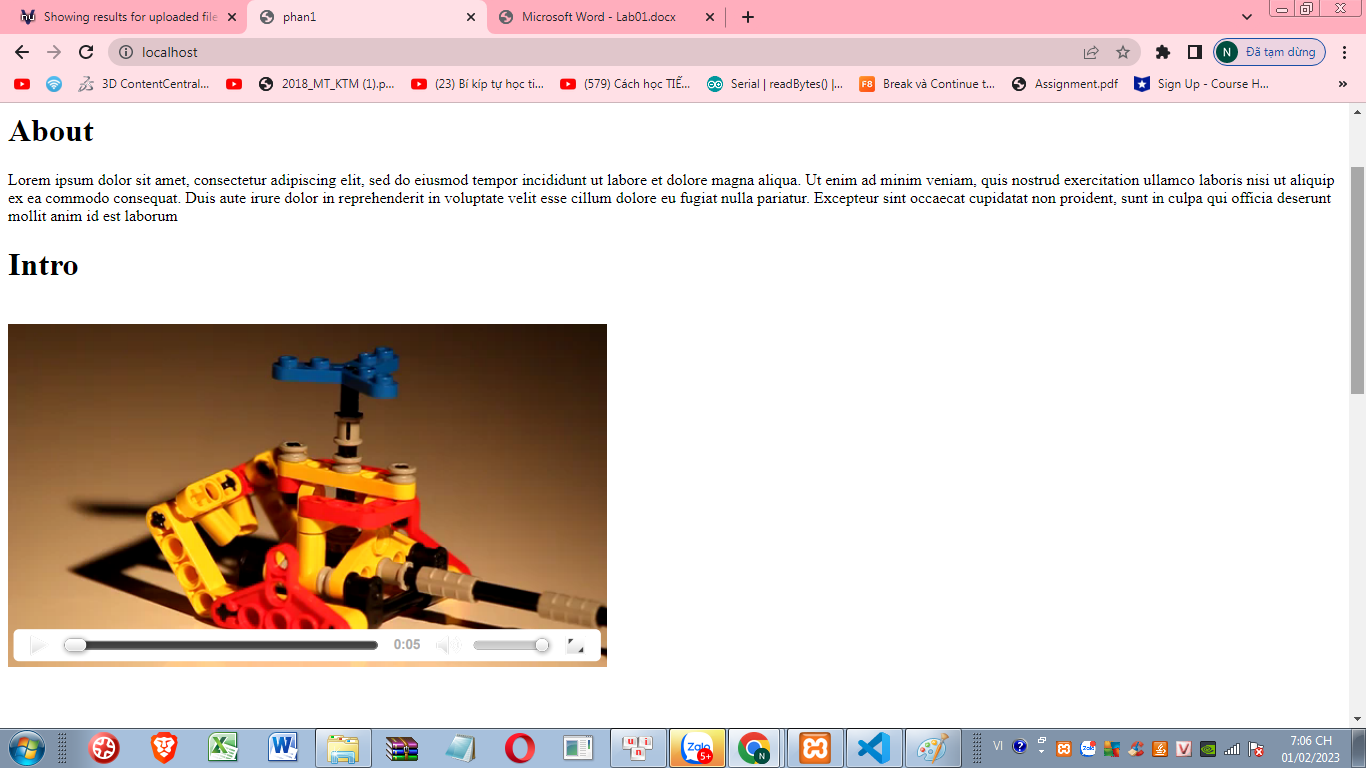 Showing results for uploaded file
phan1
Microsoft Word - Lab01.docx
localhost
N
Đã tạm dừng
3D ContentCentral...
2018_MT_KTM (1).p...
(23) Bí kíp tự học ti...
(579) Cách học TIẾ...
Serial | readBytes() |...
F8
Break và Continue t...
Assignment.pdf
Sign Up - Course H...
»
About
Lorem ipsum dolor sit amet, consectetur adipiscing elit, sed do eiusmod tempor incididunt ut labore et dolore magna aliqua. Ut enim ad minim veniam, quis nostrud exercitation ullamco laboris nisi ut aliquip
ex ea commodo consequat. Duis aute irure dolor in reprehenderit in voluptate velit esse cillum dolore eu fugiat nulla pariatur. Excepteur sint occaecat cupidatat non proident, sunt in culpa qui officia deserunt
mollit anim id est laborum
Intro
0:05
Zalo
5+
N
VI
7:06 CH
01/02/2023